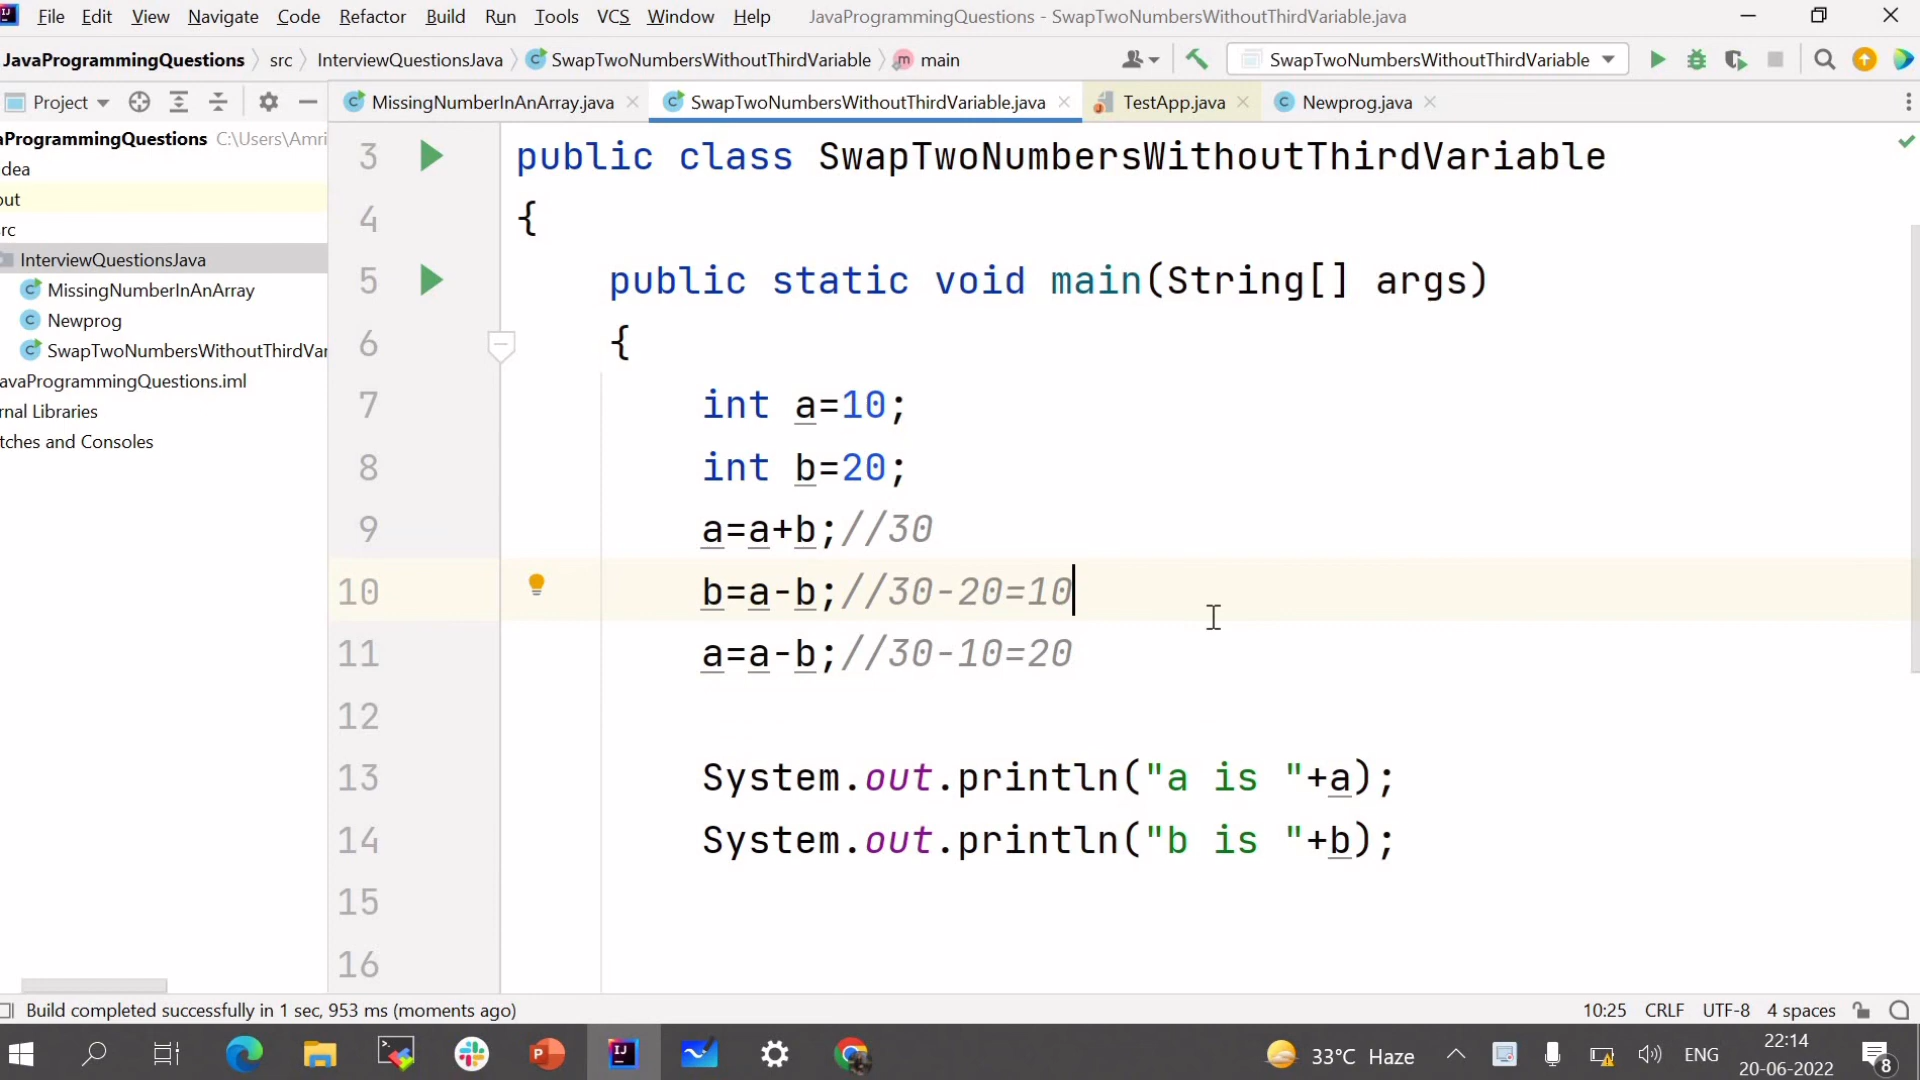 File Edit View Navigate Code Refactor Build Run Tools VCS Window Help JavaProgrammingQuestions - SwapTwoNumbersWithoutThirdVariable.java
JavaProgrammingQuestions src InterviewQuestionsJava SwapTwoNumbersWithoutThirdVariable main SwapTwoNumbersWithoutThirdVariable
Project MissingNumberInAnArray.java SwapTwoNumbersWithoutThirdVariable.java TestApp.java Newprog.java
aProgrammingQuestions C:\Users\Amri
dea
out
rc
InterviewQuestionsJava
MissingNumberInAnArray
Newprog
SwapTwoNumbersWithoutThirdVar
avaProgrammingQuestions.iml
rnal Libraries
tches and Consoles
3 public class SwapTwoNumbersWithoutThirdVariable
4 {
5 public static void main(String[] args)
6 {
7 int a=10;
8 int b=20;
9 a=a+b;//30
10 b=a-b;//30-20=10
11 a=a-b;//30-10=20
12
13 System.out.println("a is "+a);
14 System.out.println("b is "+b);
15
16
Build completed successfully in 1 sec, 953 ms (moments ago) 10:25 CRLF UTF-8 4 spaces
33°C Haze ENG 22:14
20-06-2022 8